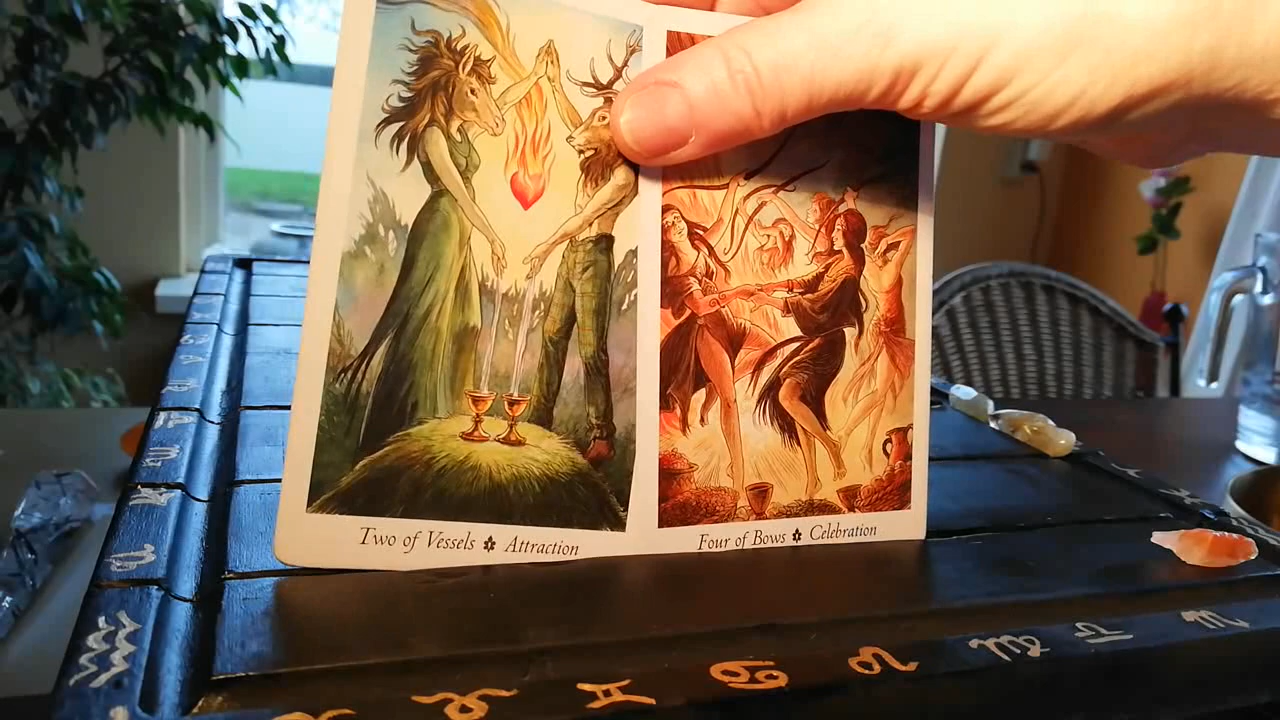 Two of Vessels ♦ Attraction
Four of Bows ♦ Celebration